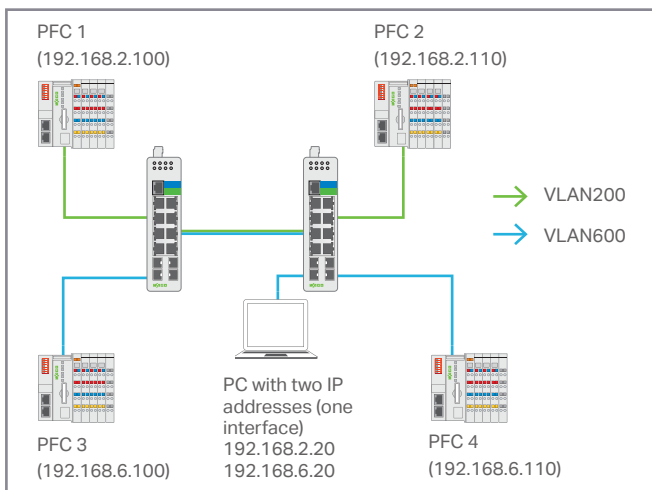 PFC 1
(192.168.2.100)
PFC 2
(192.168.2.110)
VLAN200
VLAN600
PC with two IP
addresses (one
interface)
192.168.2.20
192.168.6.20
PFC 3
(192.168.6.100)
PFC 4
(192.168.6.110)